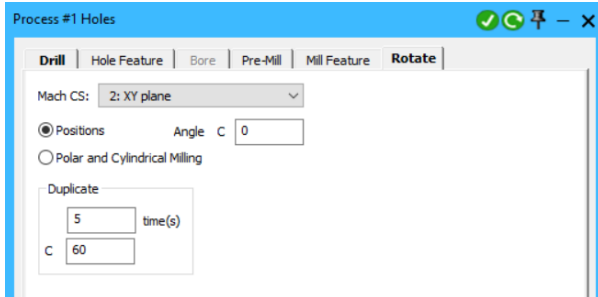 Process #1 Holes
Drill Hole Feature Bore Pre-Mill Mill Feature Rotate
Mach CS: 2: XY plane
Positions Angle C 0
Polar and Cylindrical Milling
Duplicate
5 time(s)
C 60